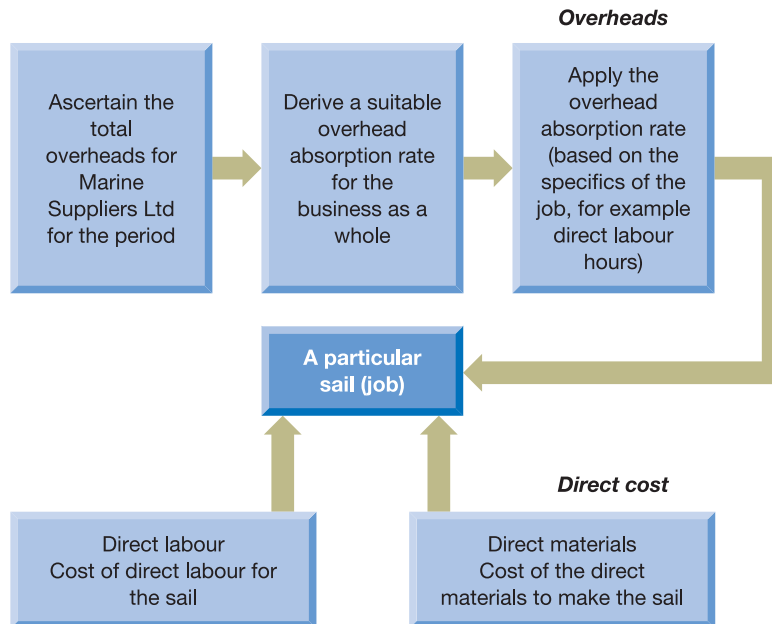 Overheads
Ascertain the
total
overheads for
Marine
Suppliers Ltd
for the period
Derive a suitable
overhead
absorption rate
for the
business as a
whole
Apply the
overhead
absorption rate
(based on the
specifics of the
job, for example
direct labour
hours)
A particular
sail (job)
Direct cost
Direct labour
Cost of direct labour for
the sail
Direct materials
Cost of the direct
materials to make the sail